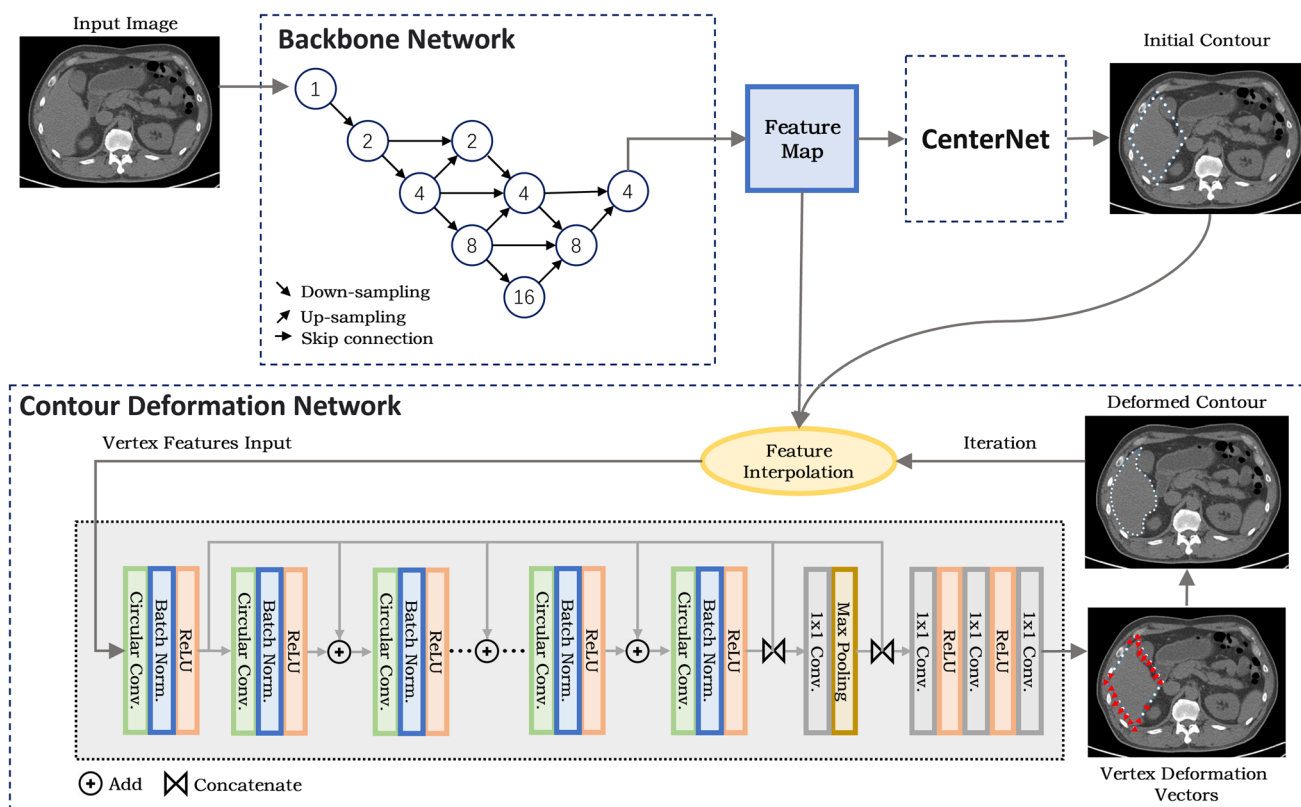 Input Image
Backbone Network
Initial Contour
1
2
2
4
4
4
8
8
16
Down-sampling
Up-sampling
Skip connection
Feature
Map
CenterNet
Contour Deformation Network
Deformed Contour
Vertex Features Input
Feature
Interpolation
Iteration
Circular Conv.
Batch Norm.
ReLU
Circular Conv.
Batch Norm.
ReLU
Circular Conv.
Batch Norm.
ReLU
Circular Conv.
Batch Norm.
ReLU
Circular Conv.
Batch Norm.
ReLU
1x1 Conv.
Max Pooling
1x1 Conv.
ReLU
1x1 Conv.
ReLU
1x1 Conv.
Add
Concatenate
Vertex Deformation
Vectors